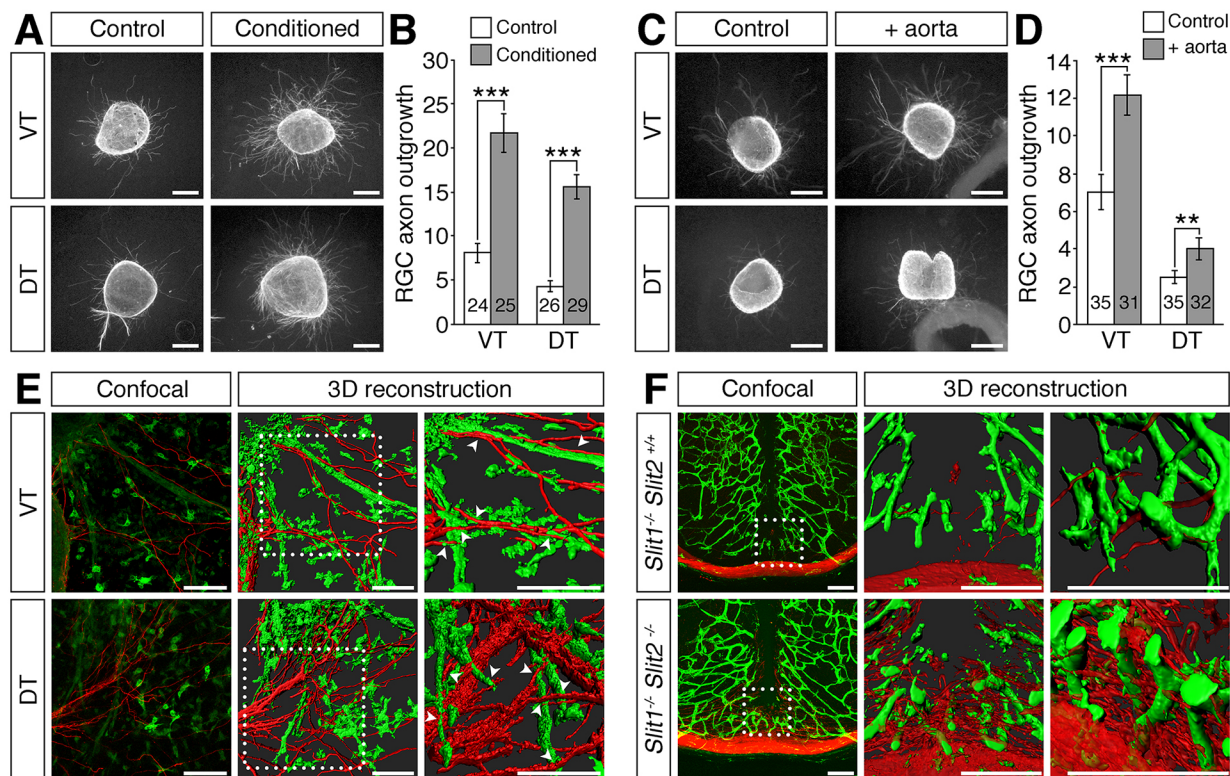 A
Control
Conditioned
VT
DT
B
Control
Conditioned
RGC axon outgrowth
30
25
20
15
10
5
0
***
***
24
25
26
29
VT
DT
C
Control
+ aorta
VT
DT
D
Control
+ aorta
RGC axon outgrowth
14
12
10
8
6
4
2
0
***
**
35
31
35
32
VT
DT
E
Confocal
3D reconstruction
VT
DT
F
Confocal
3D reconstruction
Slit1-/- Slit2 +/+
Slit1-/- Slit2 -/-